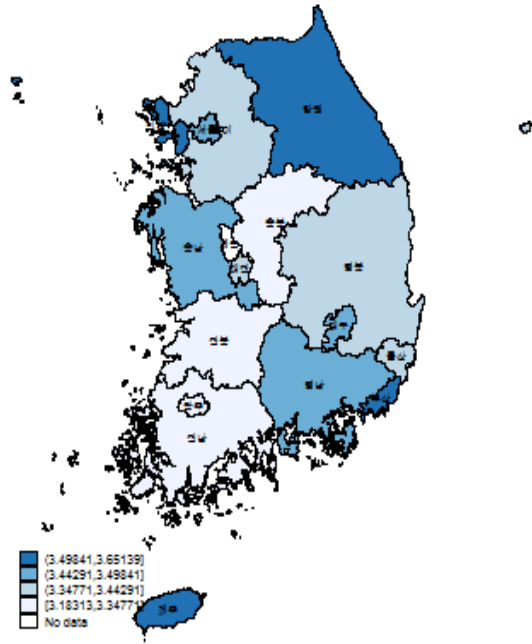 강원
충북
충남
경북
전북
울산
경남
전남
제주
(3.49841,3.65139]
(3.44291,3.49841]
(3.34771,3.44291]
[3.18313,3.34771]
No data